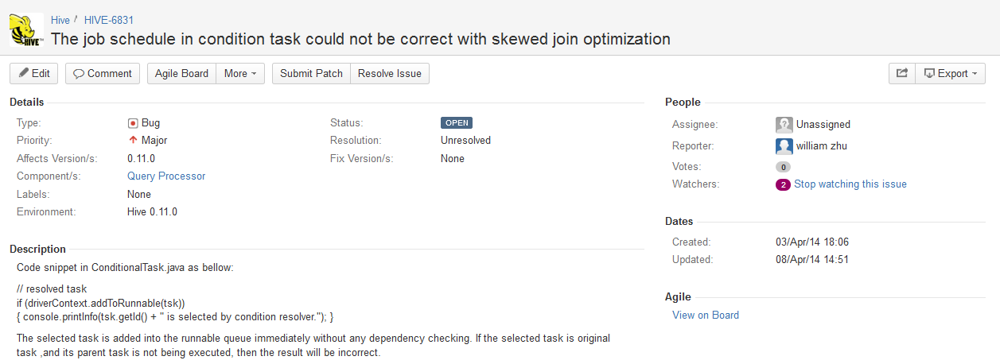 HIVE
Hive / HIVE-6831
The job schedule in condition task could not be correct with skewed join optimization
Edit Comment Agile Board More Submit Patch Resolve Issue Export
Details
Type: Bug Status: OPEN
Priority: Major Resolution: Unresolved
Affects Version/s: 0.11.0 Fix Version/s: None
Component/s: Query Processor
Labels: None
Environment: Hive 0.11.0
Description
Code snippet in ConditionalTask.java as bellow:
// resolved task
if (driverContext.addToRunnable(tsk))
{ console.printInfo(tsk.getId() + " is selected by condition resolver."); }
The selected task is added into the runnable queue immediately without any dependency checking. If the selected task is original
task ,and its parent task is not being executed, then the result will be incorrect.
People
Assignee: Unassigned
Reporter: william zhu
Votes: 0
Watchers: 2 Stop watching this issue
Dates
Created: 03/Apr/14 18:06
Updated: 08/Apr/14 14:51
Agile
View on Board